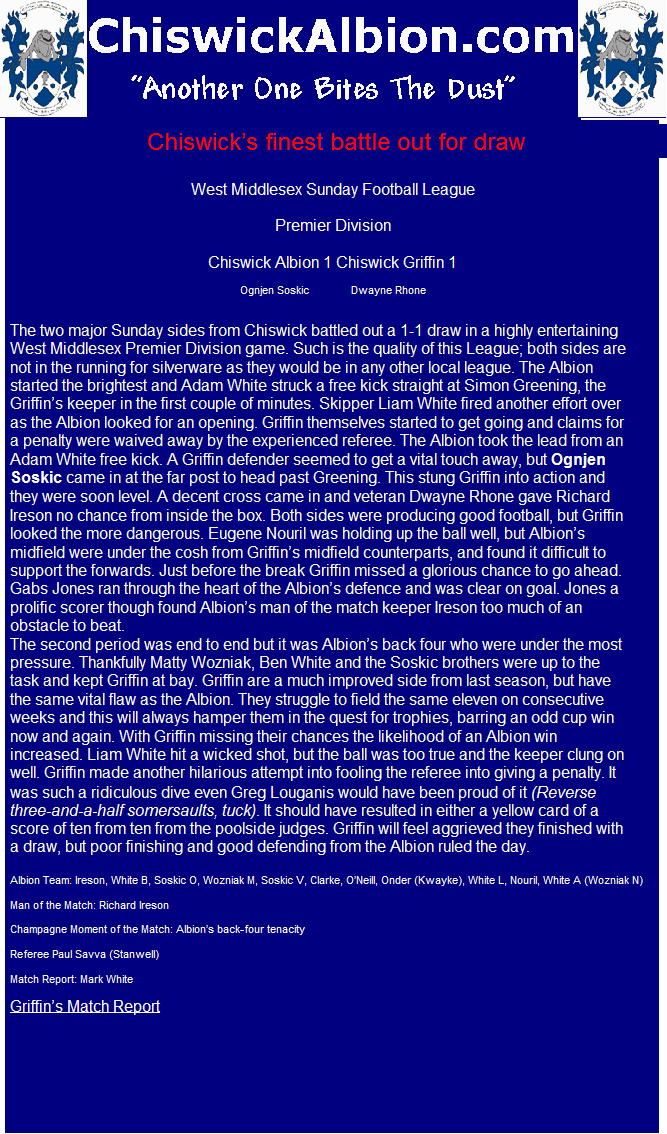 ChiswickAlbion.com
"Another One Bites The Dust"
Chiswick's finest battle out for draw
West Middlesex Sunday Football League
Premier Division
Chiswick Albion 1 Chiswick Griffin 1
Ognjen Soskic Dwayne Rhone
The two major Sunday sides from Chiswick battled out a 1-1 draw in a highly entertaining
West Middlesex Premier Division game. Such is the quality of this League; both sides are
not in the running for silverware as they would be in any other local league. The Albion
started the brightest and Adam White struck a free kick straight at Simon Greening, the
Griffin's keeper in the first couple of minutes. Skipper Liam White fired another effort over
as the Albion looked for an opening. Griffin themselves started to get going and claims for
a penalty were waived away by the experienced referee. The Albion took the lead from an
Adam White free kick. A Griffin defender seemed to get a vital touch away, but Ognjen
Soskic came in at the far post to head past Greening. This stung Griffin into action and
they were soon level. A decent cross came in and veteran Dwayne Rhone gave Richard
Ireson no chance from inside the box. Both sides were producing good football, but Griffin
looked the more dangerous. Eugene Nouril was holding up the ball well, but Albion's
midfield were under the cosh from Griffin's midfield counterparts, and found it difficult to
support the forwards. Just before the break Griffin missed a glorious chance to go ahead.
Gabs Jones ran through the heart of the Albion's defence and was clear on goal. Jones a
prolific scorer though found Albion's man of the match keeper Ireson too much of an
obstacle to beat.
The second period was end to end but it was Albion's back four who were under the most
pressure. Thankfully Matty Wozniak, Ben White and the Soskic brothers were up to the
task and kept Griffin at bay. Griffin are a much improved side from last season, but have
the same vital flaw as the Albion. They struggle to field the same eleven on consecutive
weeks and this will always hamper them in the quest for trophies, barring an odd cup win
now and again. With Griffin missing their chances the likelihood of an Albion win
increased. Liam White hit a wicked shot, but the ball was too true and the keeper clung on
well. Griffin made another hilarious attempt into fooling the referee into giving a penalty. It
was such a ridiculous dive even Greg Louganis would have been proud of it (Reverse
three-and-a-half somersaults, tuck). It should have resulted in either a yellow card of a
score of ten from ten from the poolside judges. Griffin will feel aggrieved they finished with
a draw, but poor finishing and good defending from the Albion ruled the day.
Albion Team: Ireson, White B, Soskic O, Wozniak M, Soskic V, Clarke, O'Neill, Onder (Kwayke), White L, Nouril, White A (Wozniak N)
Man of the Match: Richard Ireson
Champagne Moment of the Match: Albion's back-four tenacity
Referee Paul Savva (Stanwell)
Match Report: Mark White
Griffin's Match Report